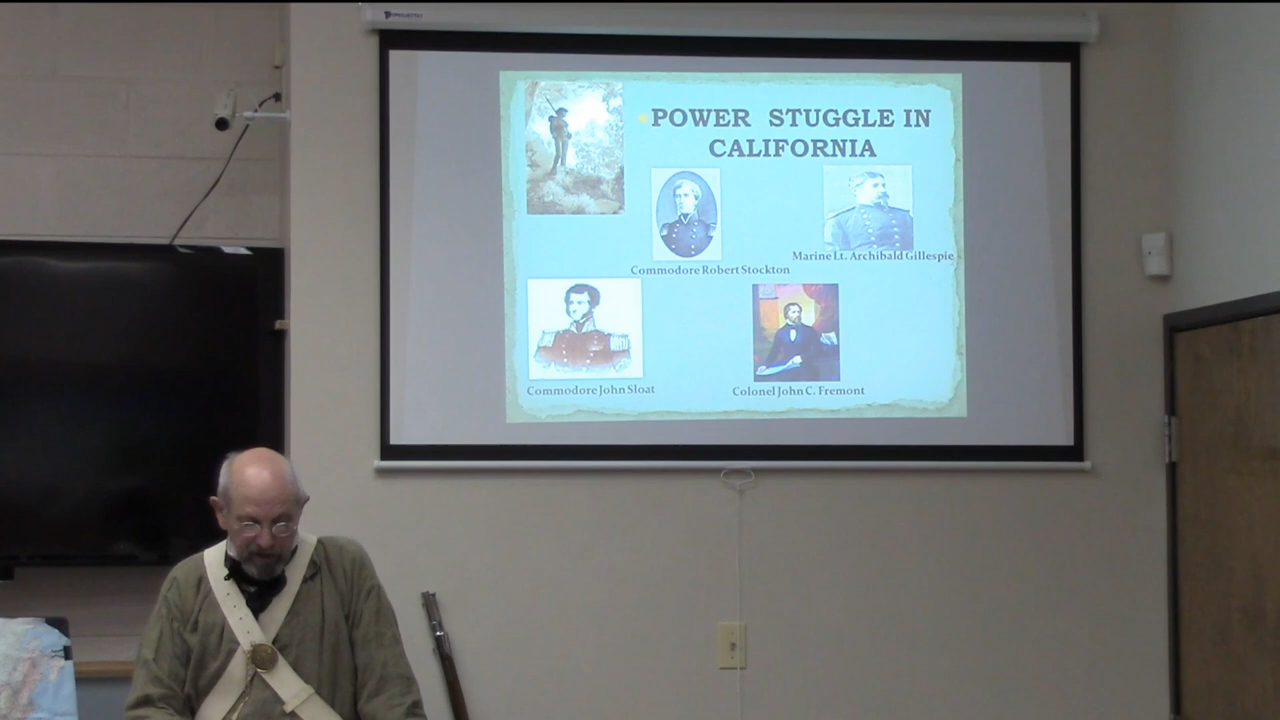 POWER STUGGLE IN
CALIFORNIA
Marine Lt. Archibald Gillespie
Commodore Robert Stockton
Commodore John Sloat
Colonel John C. Fremont